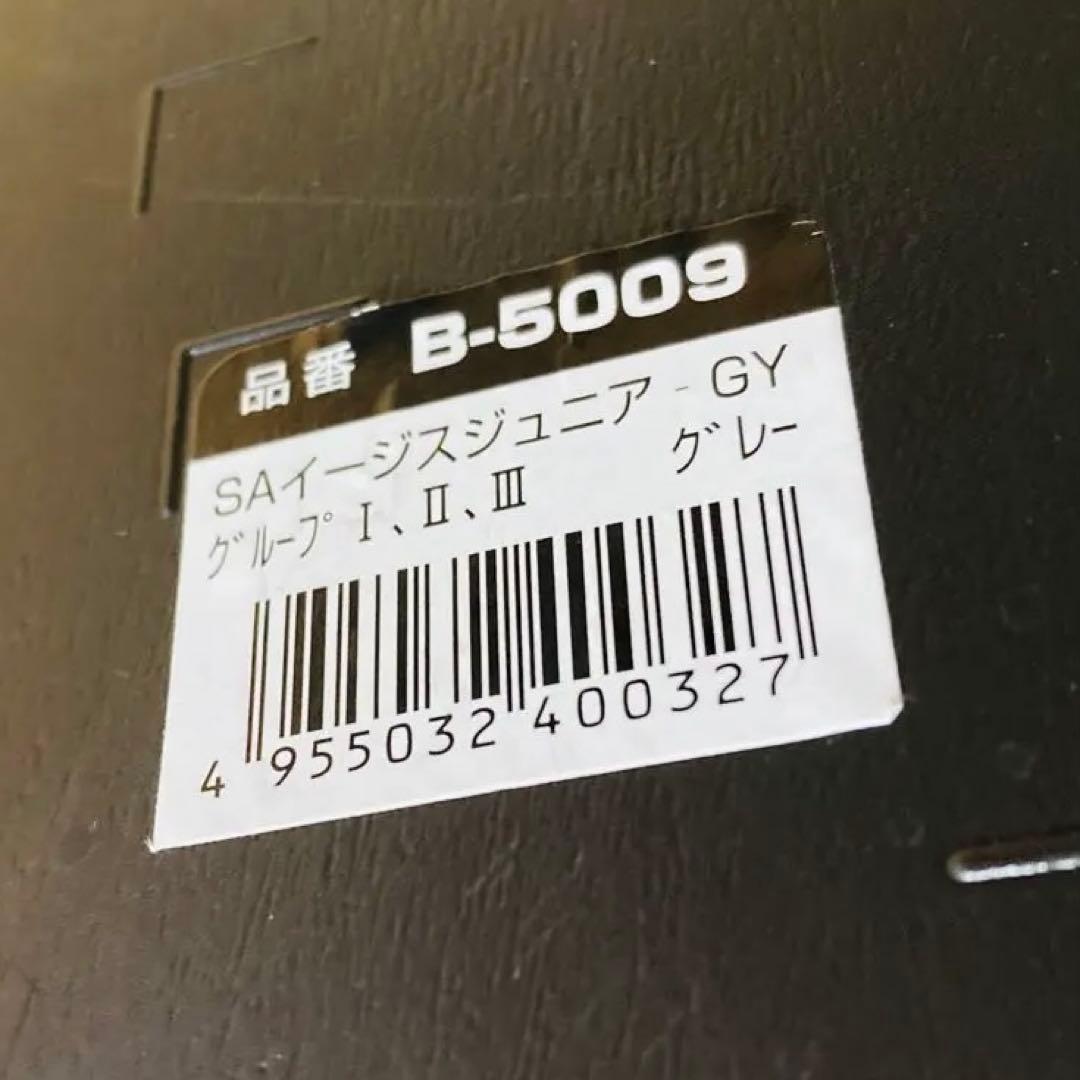 品番 B-5009
SAイージスジュニア - GY
グループⅠ、Ⅱ、Ⅲ グレー
4 955032 400327